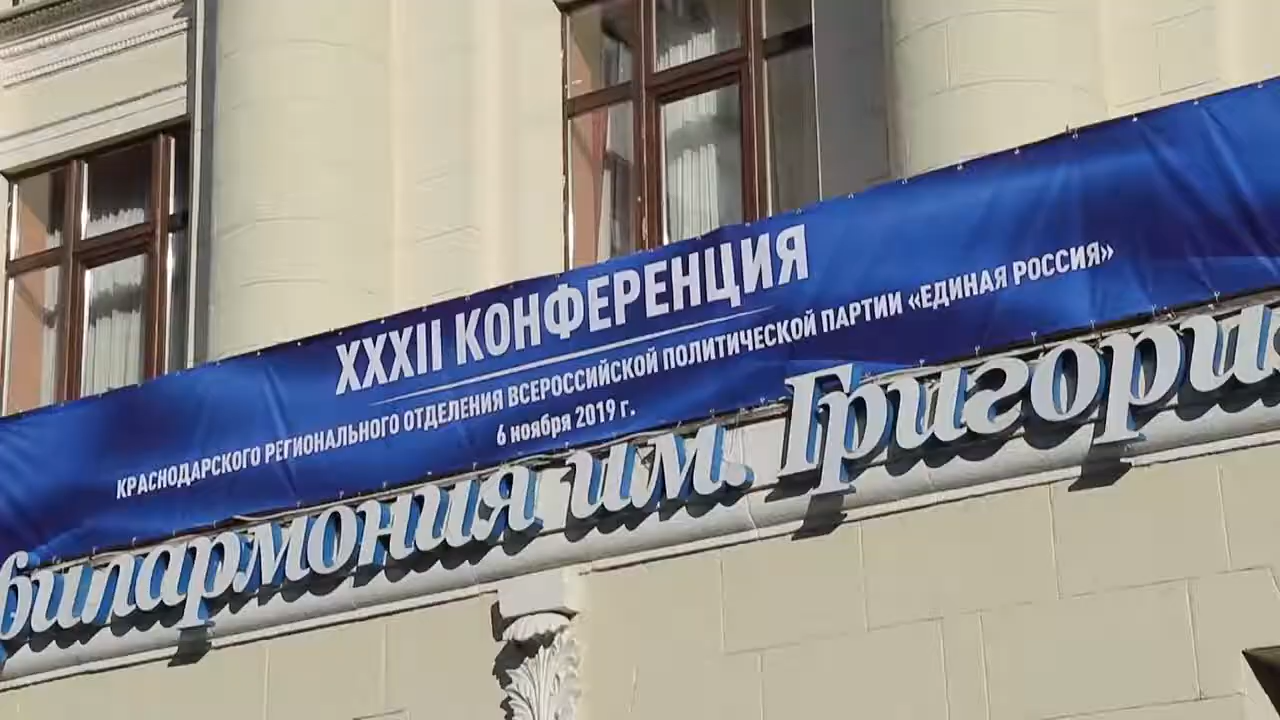 XXXII КОНФЕРЕНЦИЯ
КРАСНОДАРСКОГО РЕГИОНАЛЬНОГО ОТДЕЛЕНИЯ ВСЕРОССИЙСКОЙ ПОЛИТИЧЕСКОЙ ПАРТИИ «ЕДИНАЯ РОССИЯ»
6 ноября 2019 г.
филармония им. Григори